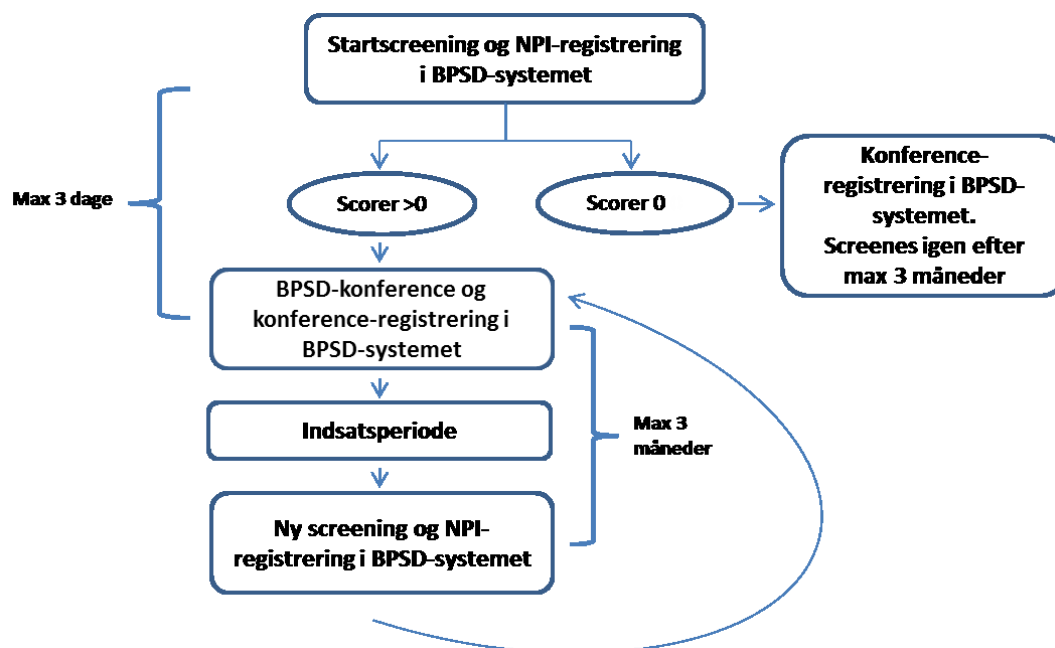 Startscreening og NPI-registrering
i BPSD-systemet
Max 3 dage
Scorer >0
Scorer 0
Konference-
registrering i BPSD-
systemet.
Screenes igen efter
max 3 måneder
BPSD-konference og
konference-registrering i
BPSD-systemet
Indsatsperiode
Max 3
måneder
Ny screening og NPI-
registrering i BPSD-systemet